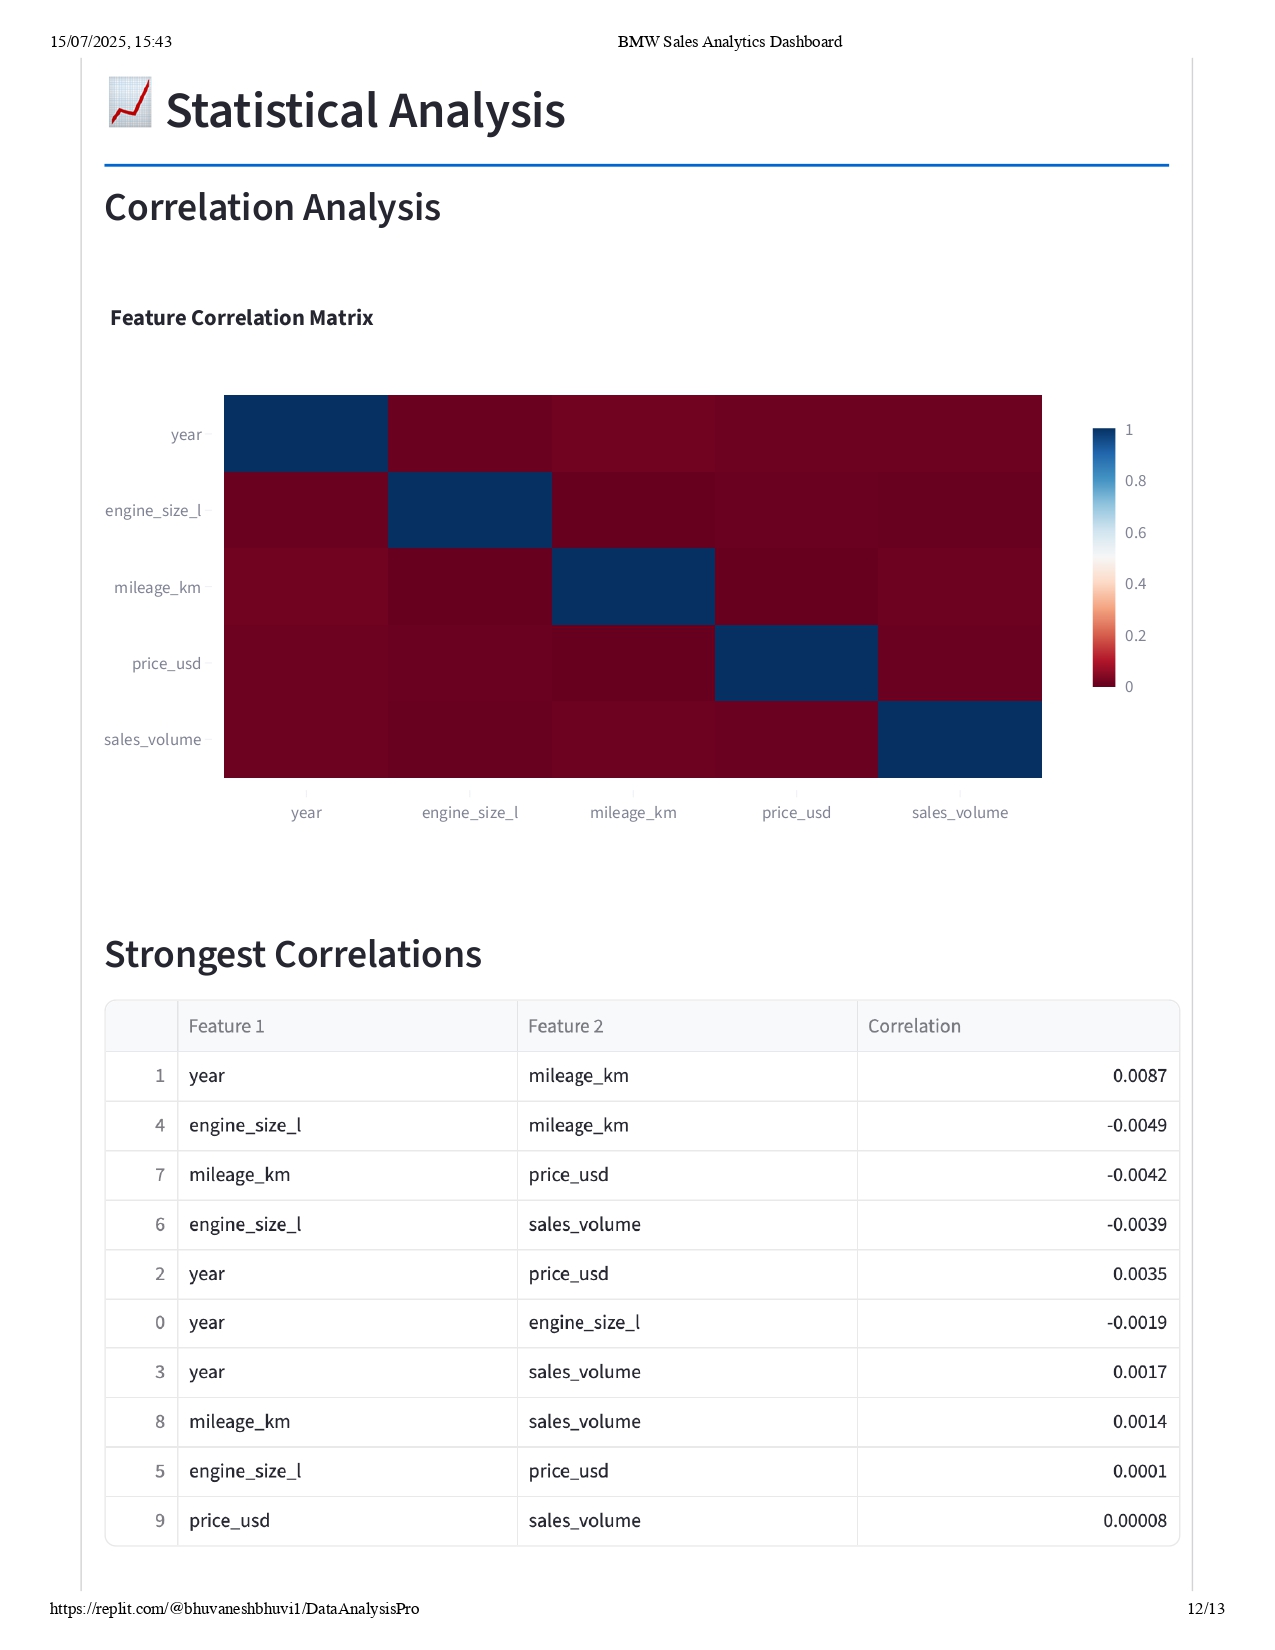 15/07/2025, 15:43 BMW Sales Analytics Dashboard
Statistical Analysis
Correlation Analysis
Feature Correlation Matrix
year
engine_size_l
mileage_km
price_usd
sales_volume
year engine_size_l mileage_km price_usd sales_volume
1
0.8
0.6
0.4
0.2
0
Strongest Correlations
Feature 1 Feature 2 Correlation
1 year mileage_km 0.0087
4 engine_size_l mileage_km -0.0049
7 mileage_km price_usd -0.0042
6 engine_size_l sales_volume -0.0039
2 year price_usd 0.0035
0 year engine_size_l -0.0019
3 year sales_volume 0.0017
8 mileage_km sales_volume 0.0014
5 engine_size_l price_usd 0.0001
9 price_usd sales_volume 0.00008
https://replit.com/@bhuvaneshbhuvi1/DataAnalysisPro 12/13